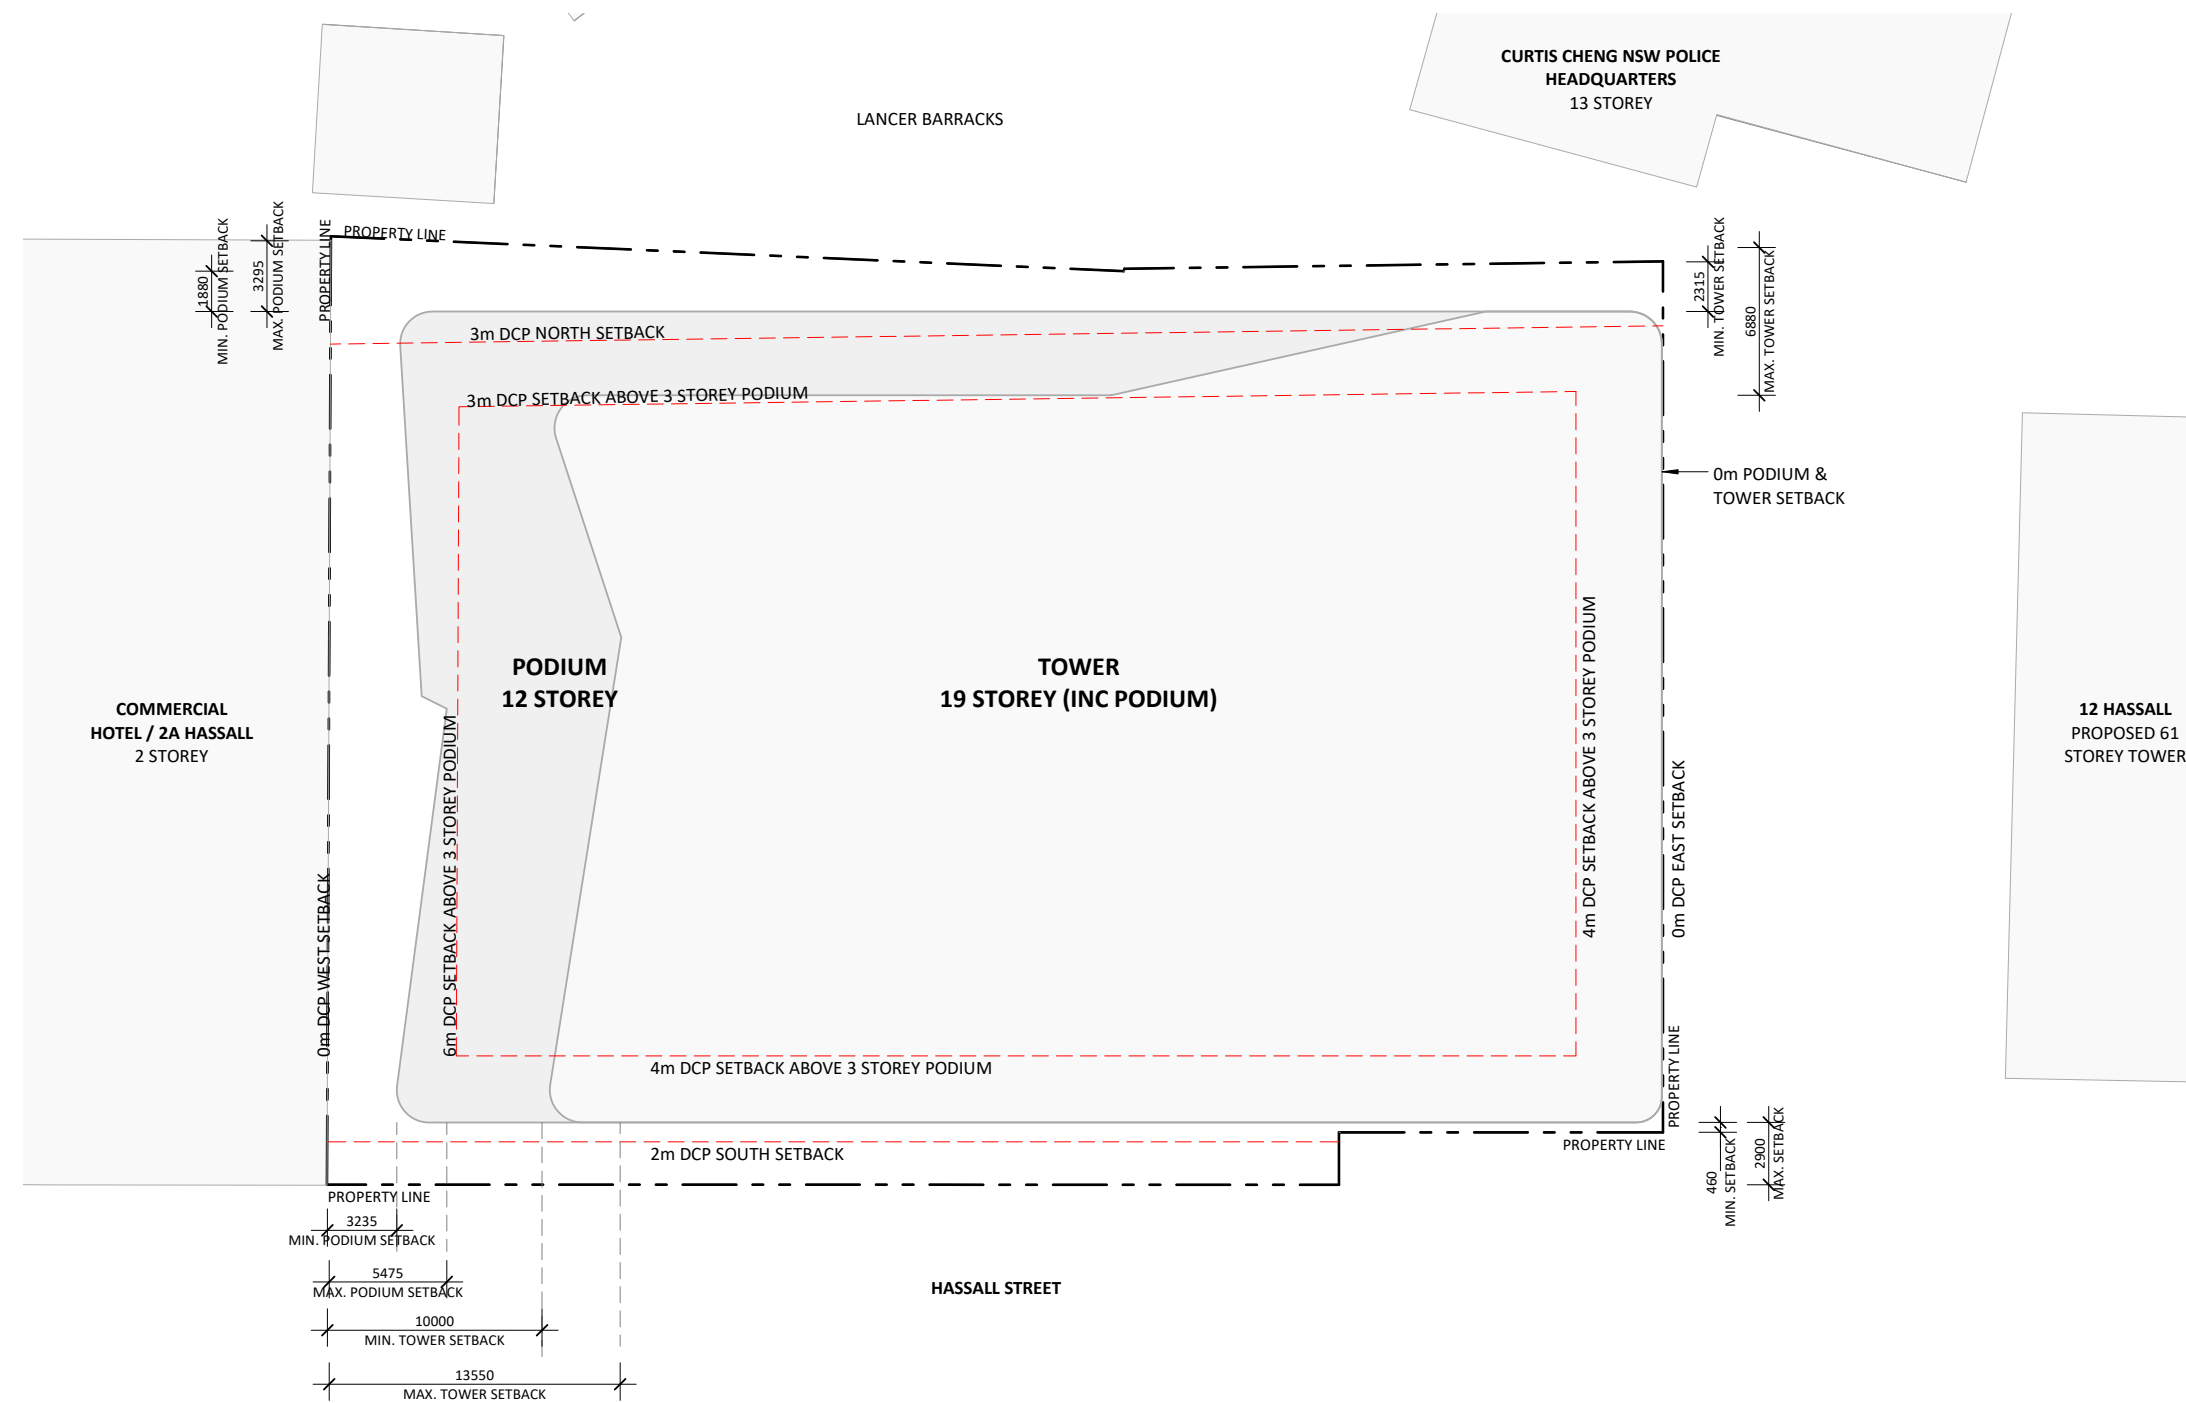 CURTIS CHENG NSW POLICE
HEADQUARTERS
13 STOREY
LANCER BARRACKS
1880
MIN. PODIUM SETBACK
3295
MAX. PODIUM SETBACK
PROPERTY LINE
PROPERTY LINE
2315
MIN. TOWER SETBACK
6880
MAX. TOWER SETBACK
3m DCP NORTH SETBACK
3m DCP SETBACK ABOVE 3 STOREY PODIUM
0m PODIUM &
TOWER SETBACK
PODIUM
12 STOREY
TOWER
19 STOREY (INC PODIUM)
4m DCP SETBACK ABOVE 3 STOREY PODIUM
COMMERCIAL
HOTEL / 2A HASSALL
2 STOREY
12 HASSALL
PROPOSED 61
STOREY TOWER
0m DCP WEST SETBACK
6m DCP SETBACK ABOVE 3 STOREY PODIUM
0m DCP EAST SETBACK
PROPERTY LINE
4m DCP SETBACK ABOVE 3 STOREY PODIUM
2m DCP SOUTH SETBACK
PROPERTY LINE
460
MIN. SETBACK
2900
MAX. SETBACK
PROPERTY LINE
3235
MIN. PODIUM SETBACK
5475
MAX. PODIUM SETBACK
HASSALL STREET
10000
MIN. TOWER SETBACK
13550
MAX. TOWER SETBACK